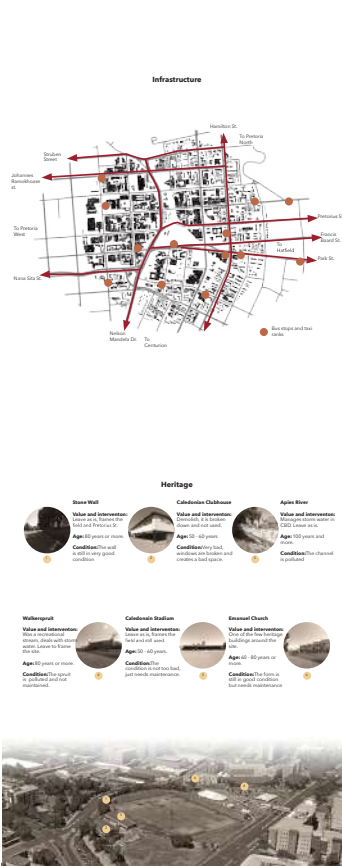 Infrastructure
Hamilton St.
To Pretoria
North
Struben
Street
Johannes
Ramokhoase
st.
Pretorius S
To Pretoria
West
Francis
Baard St.
To
Hatfield
Park St.
Nana Sita St.
Nelson
Mandela Dr.
To
Centurion
Bus stops and taxi
ranks
Heritage
Stone Wall
Value and interventon:
Leave as is, frames the
field and Pretorius St.
Age: 80 years or more.
Condition:The wall
is still in very good
condition
Caledonian Clubhouse
Value and interventon:
Demolish, it is broken
down and not used.
Age: 50 - 60 years
Condition:Very bad,
windows are broken and
creates a bad space.
Apies River
Value and interventon:
Manages storm water in
CBD. Leave as is.
Age: 100 years and
more.
Condition:The channel
is polluted
Walkerspruit
Value and interventon:
Was a recreational
stream, deals with storm
water. Leave to frame
the site.
Age: 80 years or more.
Condition:The spruit
is polluted and not
maintained.
Caledonain Stadium
Value and interventon:
Leave as is, frames the
field and still used.
Age: 50 - 60 years.
Condition:The
condition is not too bad,
just needs maintenance.
Emanuel Church
Value and interventon:
One of the few heritage
buildings around the
site.
Age: 60 - 80 years or
more.
Condition:The form is
still in good condition
but needs maintenance